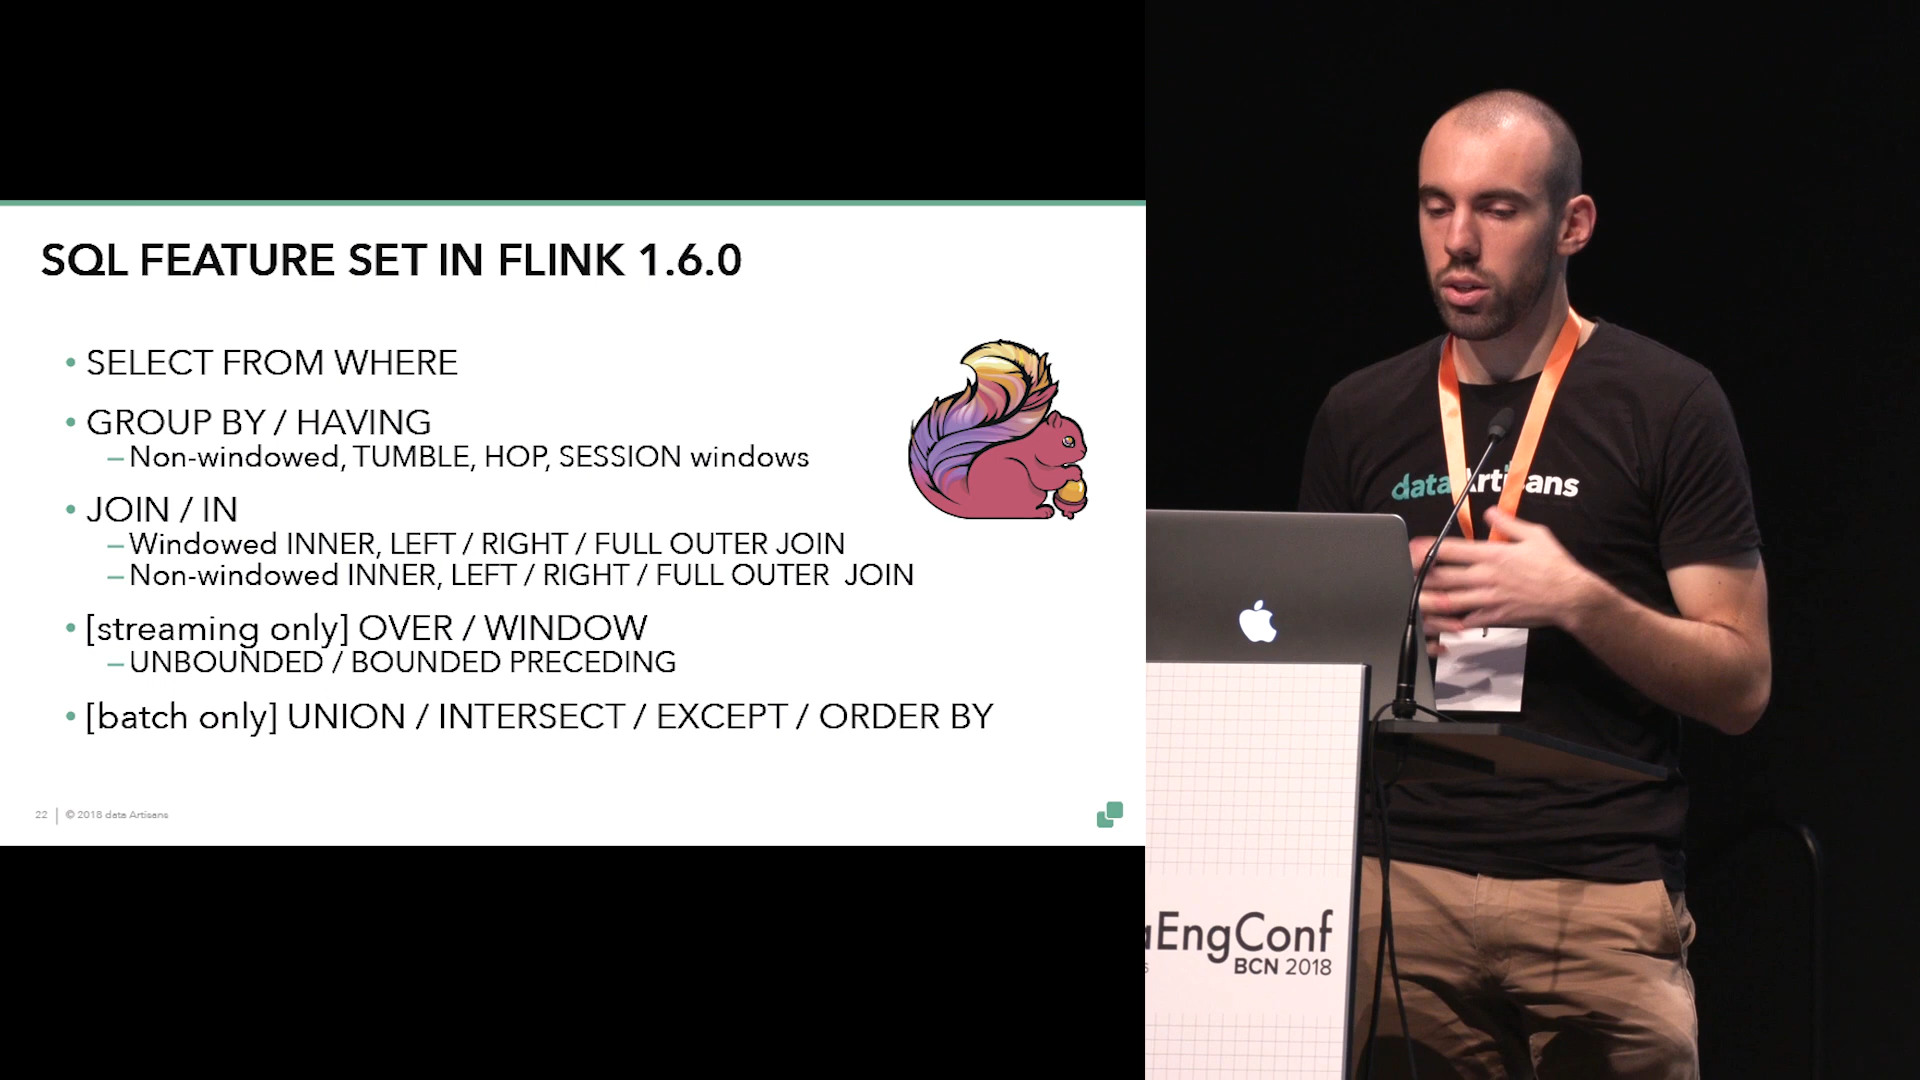 SQL FEATURE SET IN FLINK 1.6.0
• SELECT FROM WHERE
• GROUP BY / HAVING
– Non-windowed, TUMBLE, HOP, SESSION windows
• JOIN / IN
– Windowed INNER, LEFT / RIGHT / FULL OUTER JOIN
– Non-windowed INNER, LEFT / RIGHT / FULL OUTER JOIN
• [streaming only] OVER / WINDOW
– UNBOUNDED / BOUNDED PRECEDING
• [batch only] UNION / INTERSECT / EXCEPT / ORDER BY
22 | © 2018 data Artisans
dataArtisans
EngConf
BCN 2018